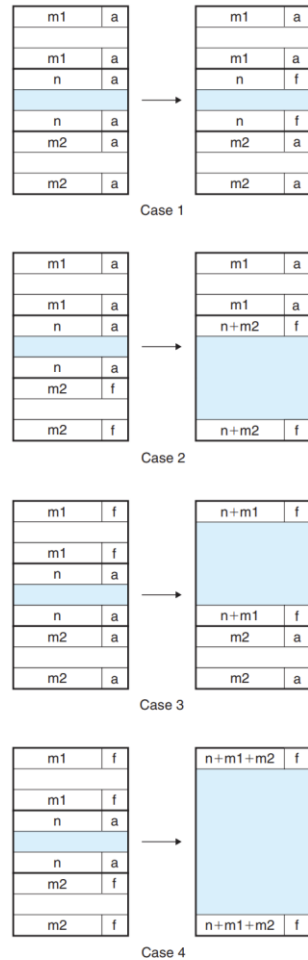 m1 a m1 a
m1 a m1 a
n a n f
n a n f
m2 a m2 a
m2 a m2 a
Case 1
m1 a m1 a
m1 a m1 a
n a n+m2 f
n a
m2 f
m2 f n+m2 f
Case 2
m1 f n+m1 f
m1 f
n a
n a n+m1 f
m2 a m2 a
m2 a m2 a
Case 3
m1 f n+m1+m2 f
m1 f
n a
n a
m2 f
m2 f n+m1+m2 f
Case 4